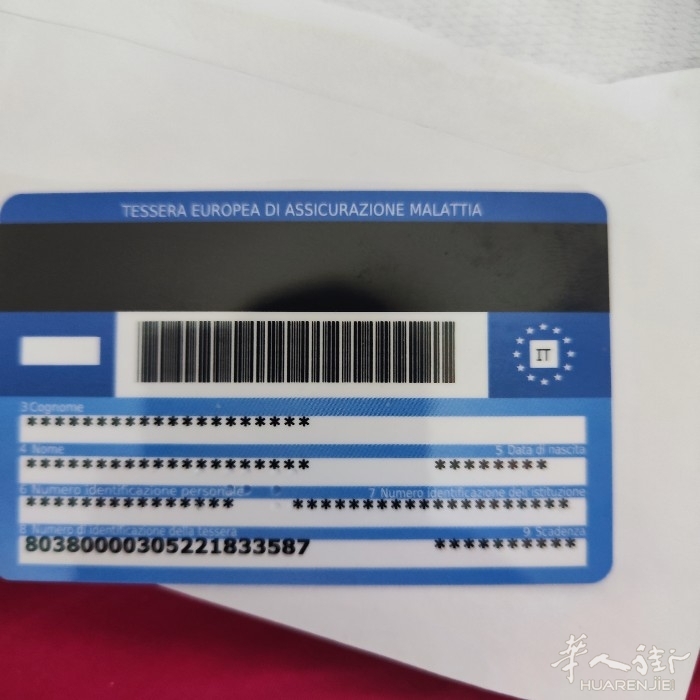 TESSERA EUROPEA DI ASSICURAZIONE MALATTIA
IT
3 Cognome
********************
4 Nome 5 Data di nascita
******************** ********
6 Numero identificazione personale 7 Numero identificazione dell'istituzione
*************** ********************
8 Numero di identificazione della tessera 9 Scadenza
80380000305221833587 **********
华人街
HUARENJIE